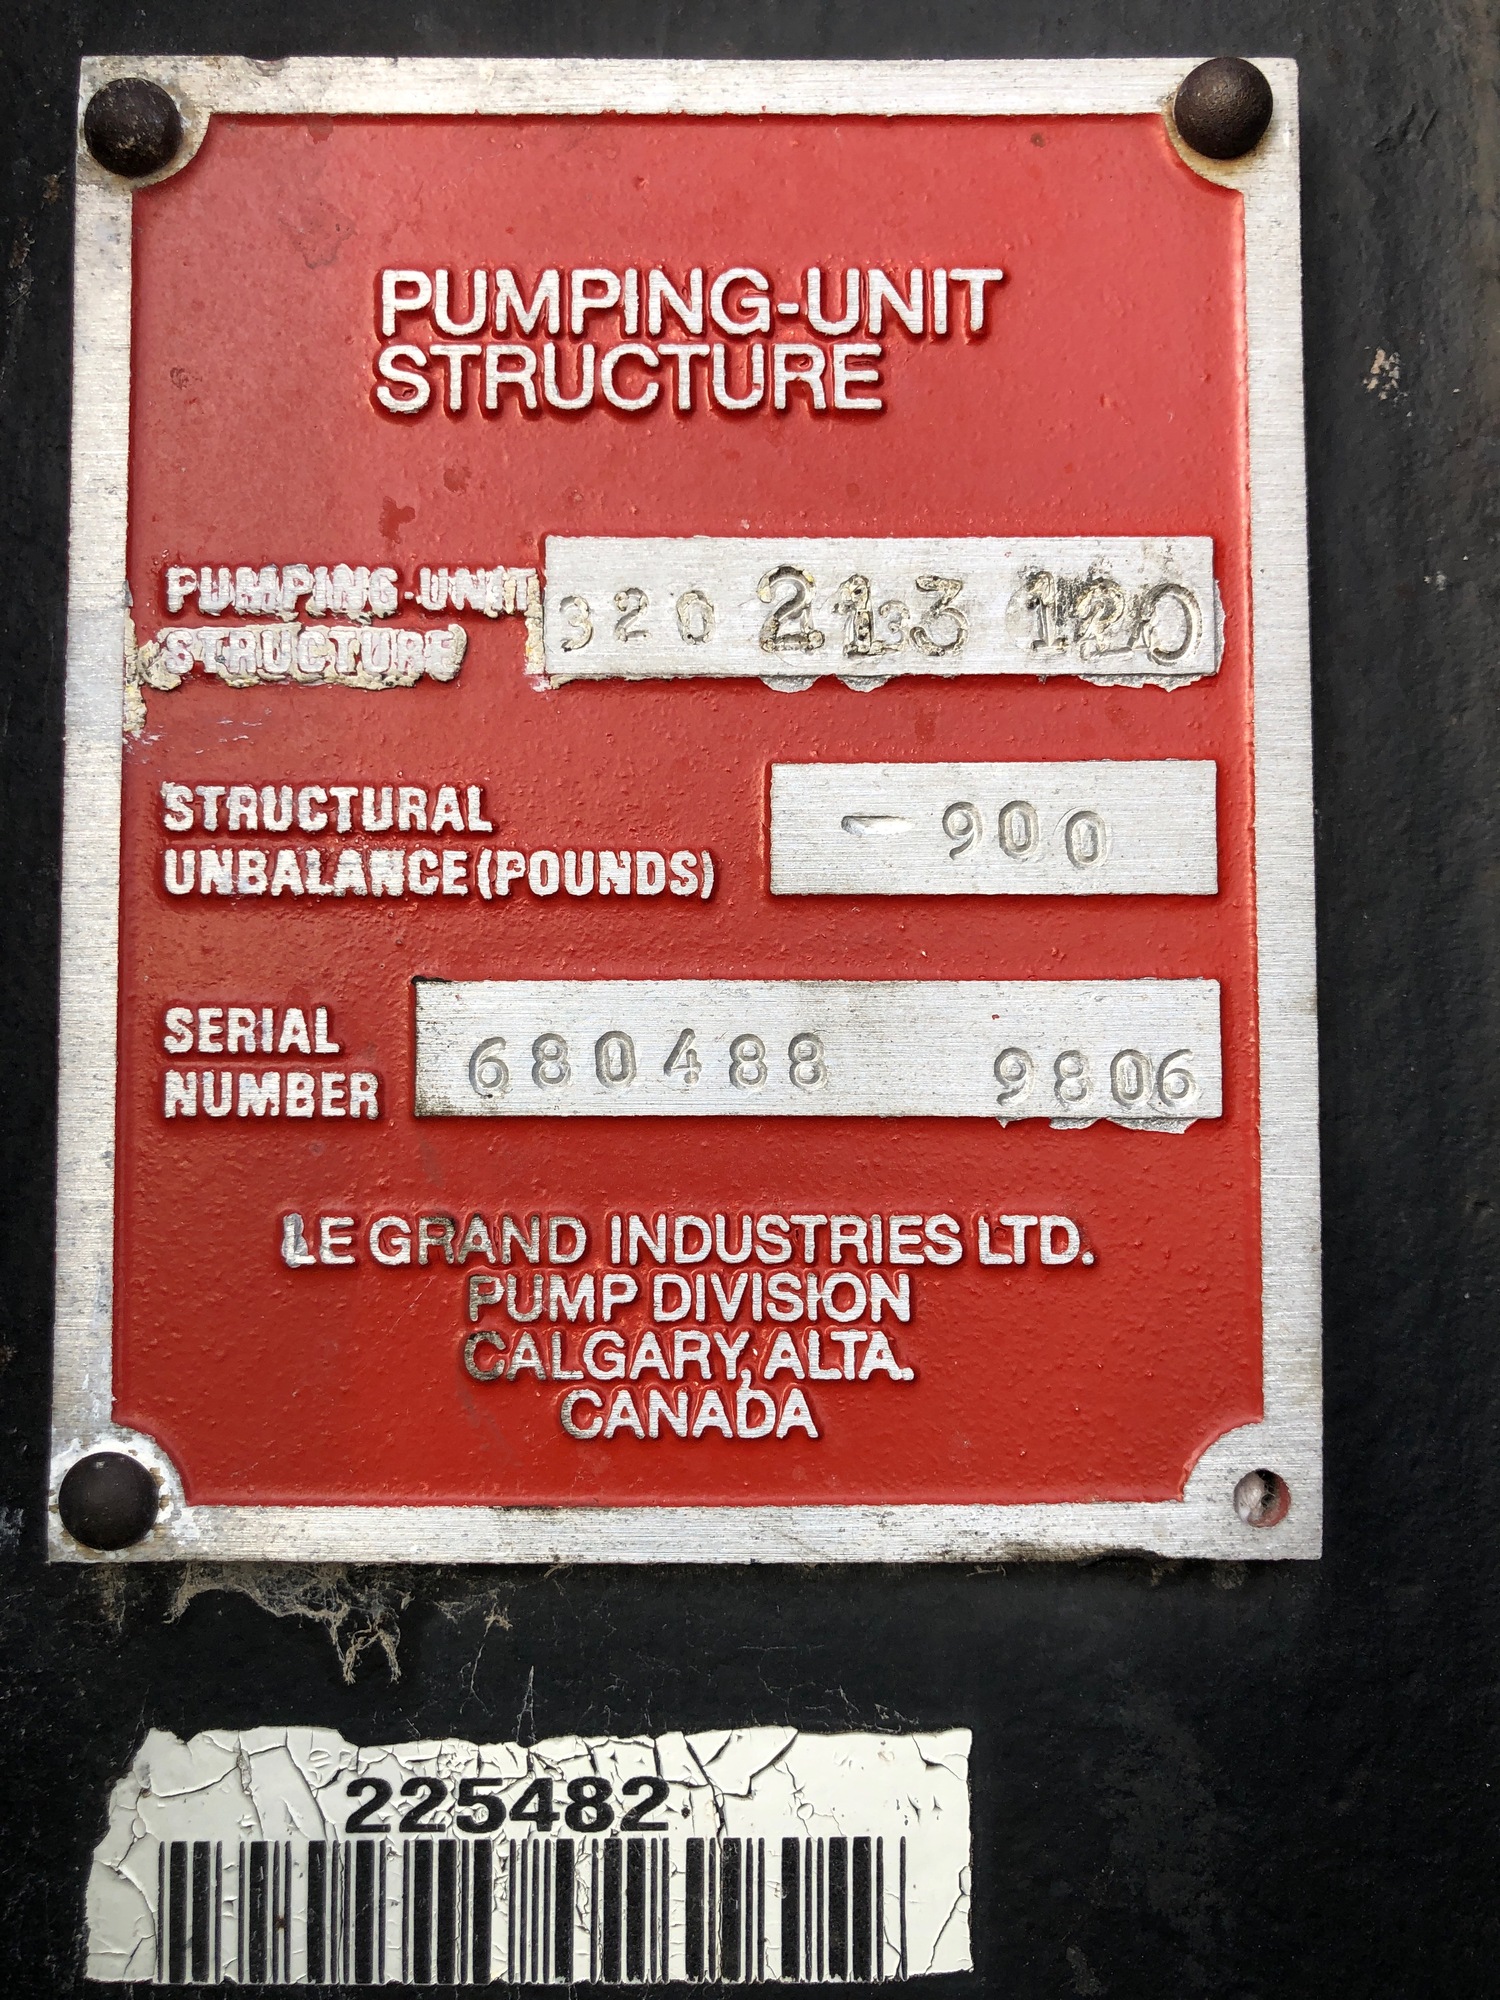 PUMPING-UNIT
STRUCTURE
PUMPING-UNIT 320 213 120
STRUCTURE
STRUCTURAL
UNBALANCE (POUNDS) - 900
SERIAL
NUMBER 680488 9806
LE GRAND INDUSTRIES LTD.
PUMP DIVISION
CALGARY, ALTA.
CANADA
225482